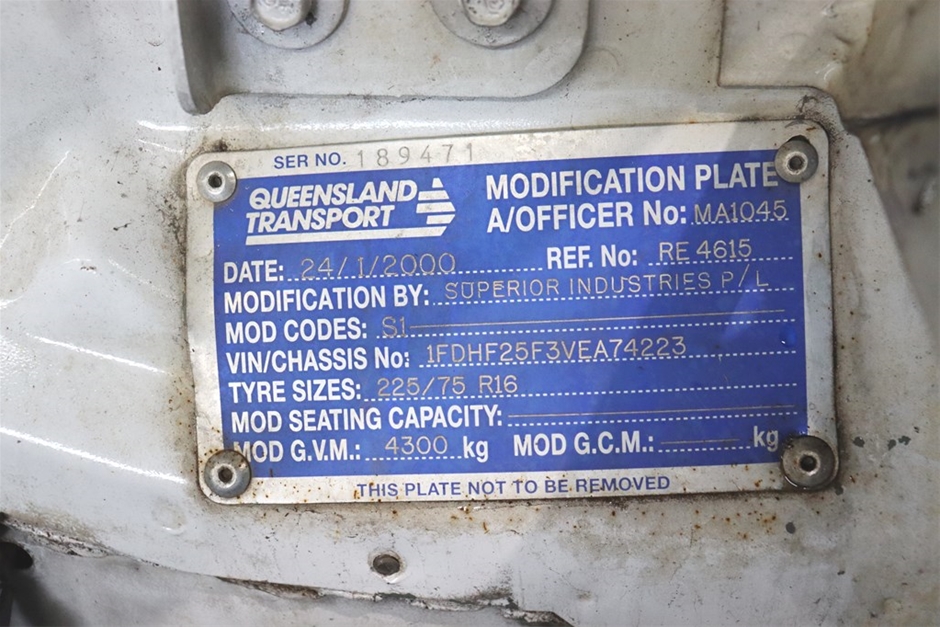 SER NO. 189471
QUEENSLAND TRANSPORT
MODIFICATION PLATE
A/OFFICER No: MA1045
DATE: 24/1/2000 REF. No: RE 4615
MODIFICATION BY: SUPERIOR INDUSTRIES P/L
MOD CODES: S1
VIN/CHASSIS No: 1FDHF25F3VEA74223
TYRE SIZES: 225/75 R16
MOD SEATING CAPACITY:
MOD G.V.M.: 4300 kg MOD G.C.M.: kg
THIS PLATE NOT TO BE REMOVED